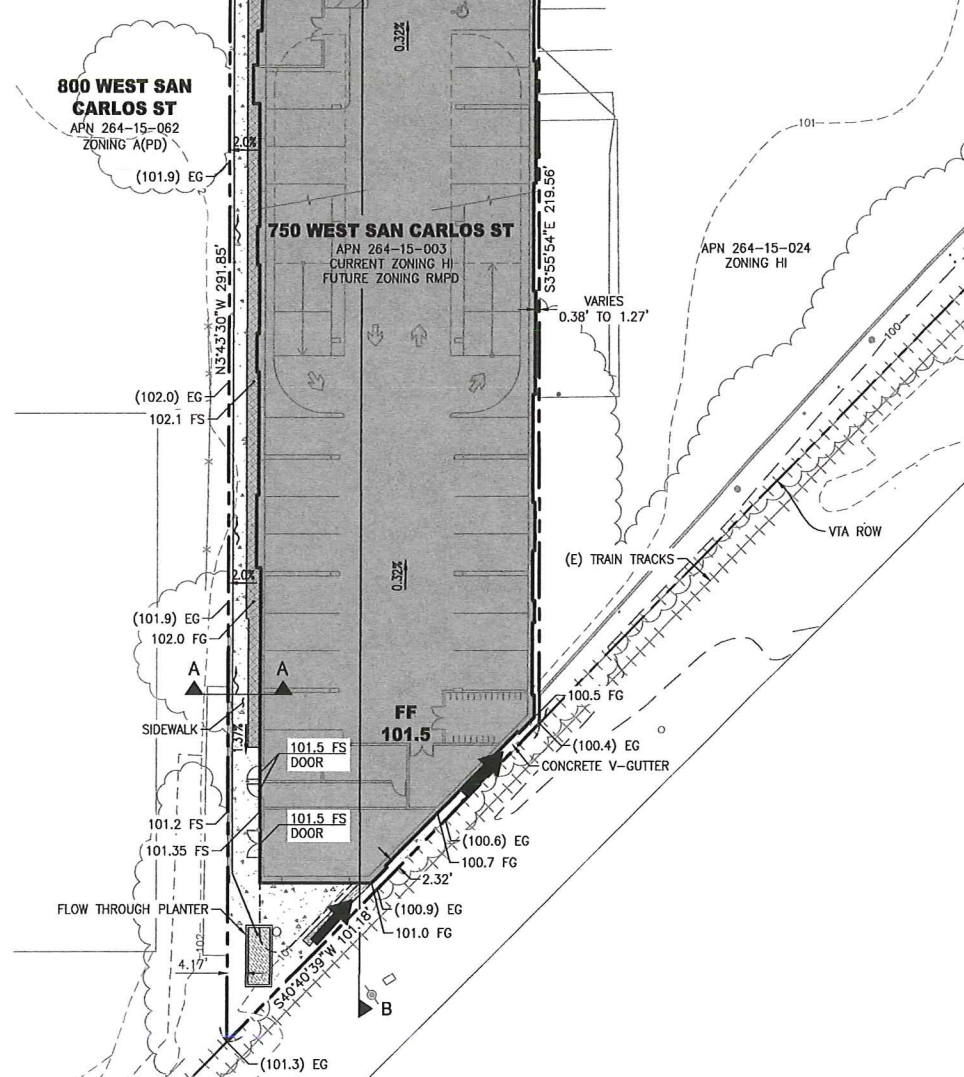 0.32%
800 WEST SAN
CARLOS ST
APN 264-15-062
ZONING A(PD)
2.0%
(101.9) EG
101
N3°43'30"W 291.85'
S3°55'54"E 219.56'
750 WEST SAN CARLOS ST
APN 264-15-003
CURRENT ZONING HI
FUTURE ZONING RMPD
APN 264-15-024
ZONING HI
VARIES
0.38' TO 1.27'
100
(102.0) EG
102.1 FS
VTA ROW
(E) TRAIN TRACKS
0.32%
2.0%
(101.9) EG
102.0 FG
A A
SIDEWALK
1.37%
FF
101.5
100.5 FG
(100.4) EG
CONCRETE V-GUTTER
101.5 FS
DOOR
101.2 FS
101.35 FS
101.5 FS
DOOR
(100.6) EG
100.7 FG
2.32'
(100.9) EG
101.0 FG
FLOW THROUGH PLANTER
102
101
4.17'
S40°40'39"W 101.18'
B
(101.3) EG